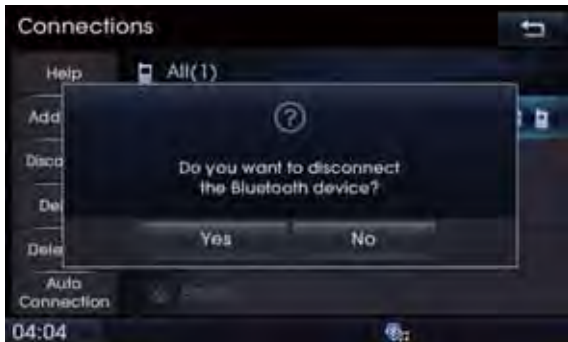 Connections
Help
All(1)
Add
Disco
Do you want to disconnect
the Bluetooth device?
Del
Yes
No
Dele
Auto
Connection
04:04